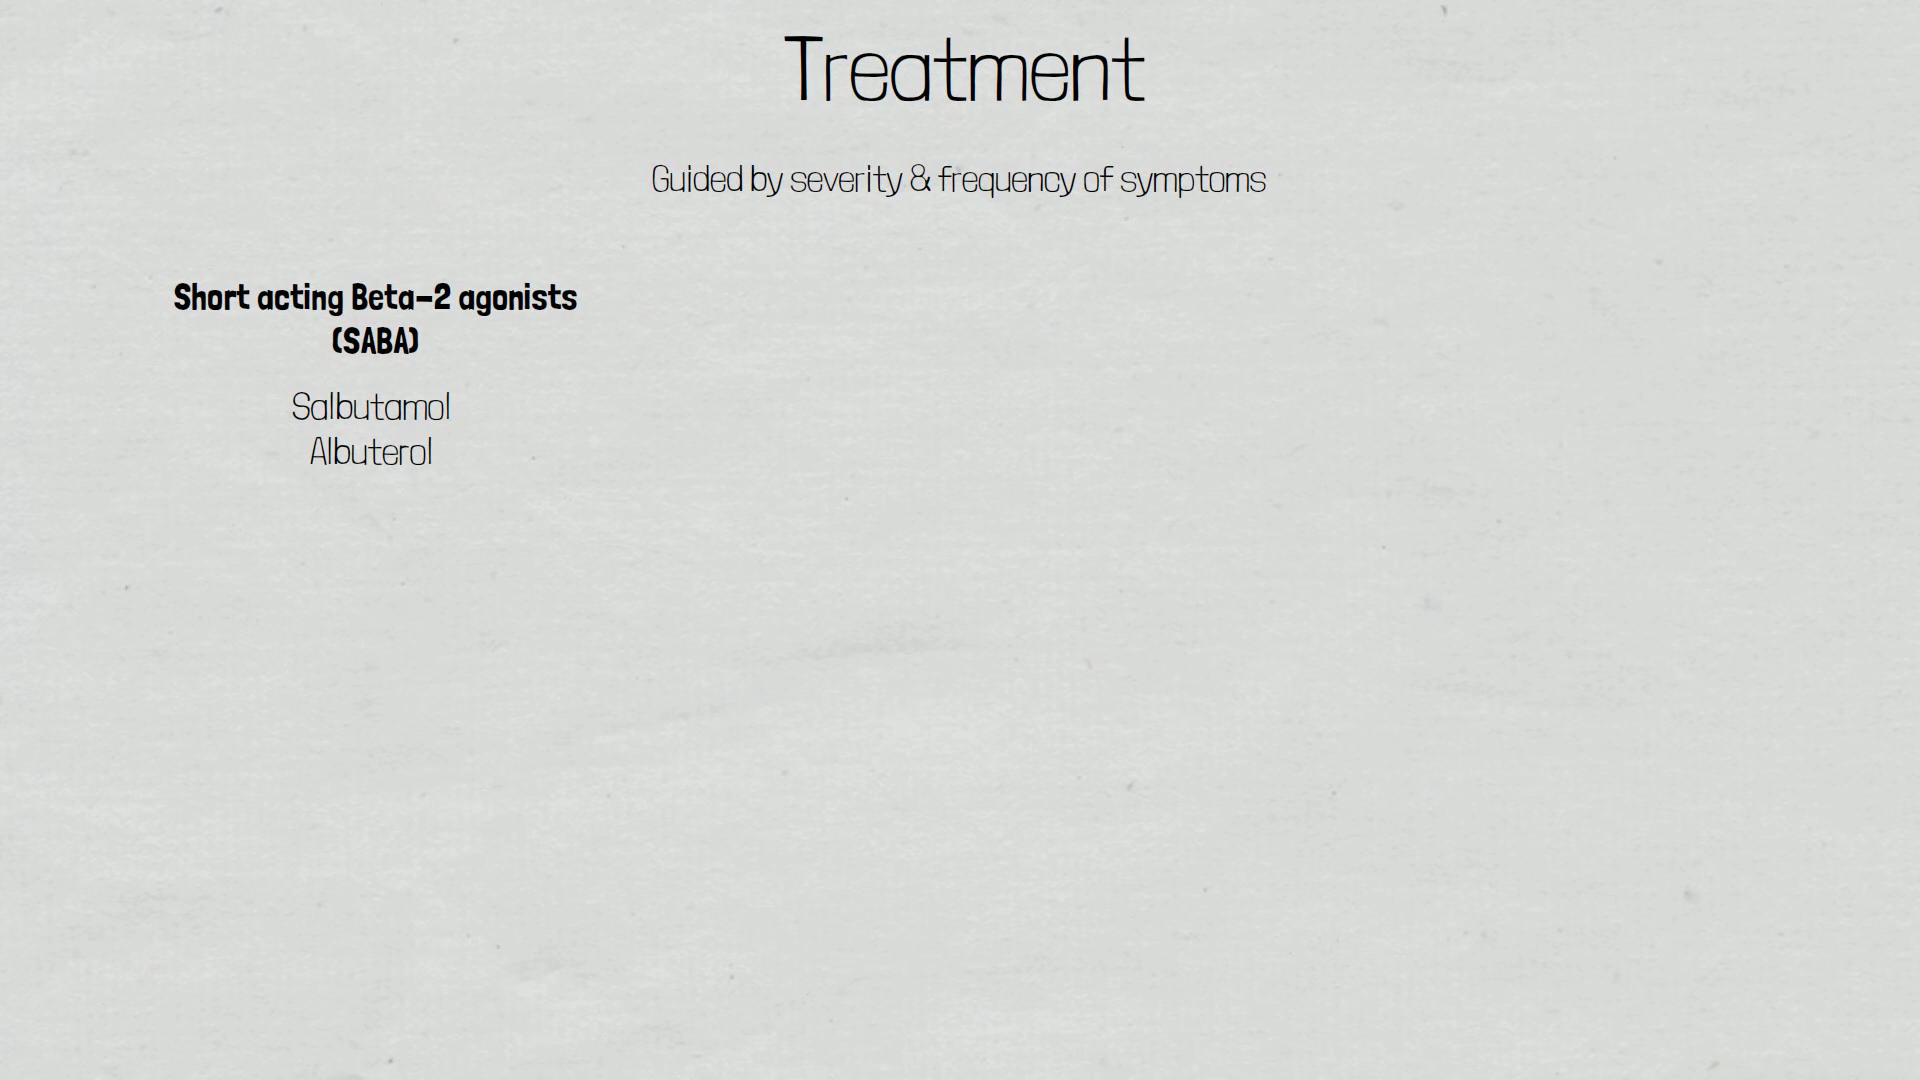 Treatment
Guided by severity & frequency of symptoms
Short acting Beta-2 agonists
(SABA)
Salbutamol
Albuterol